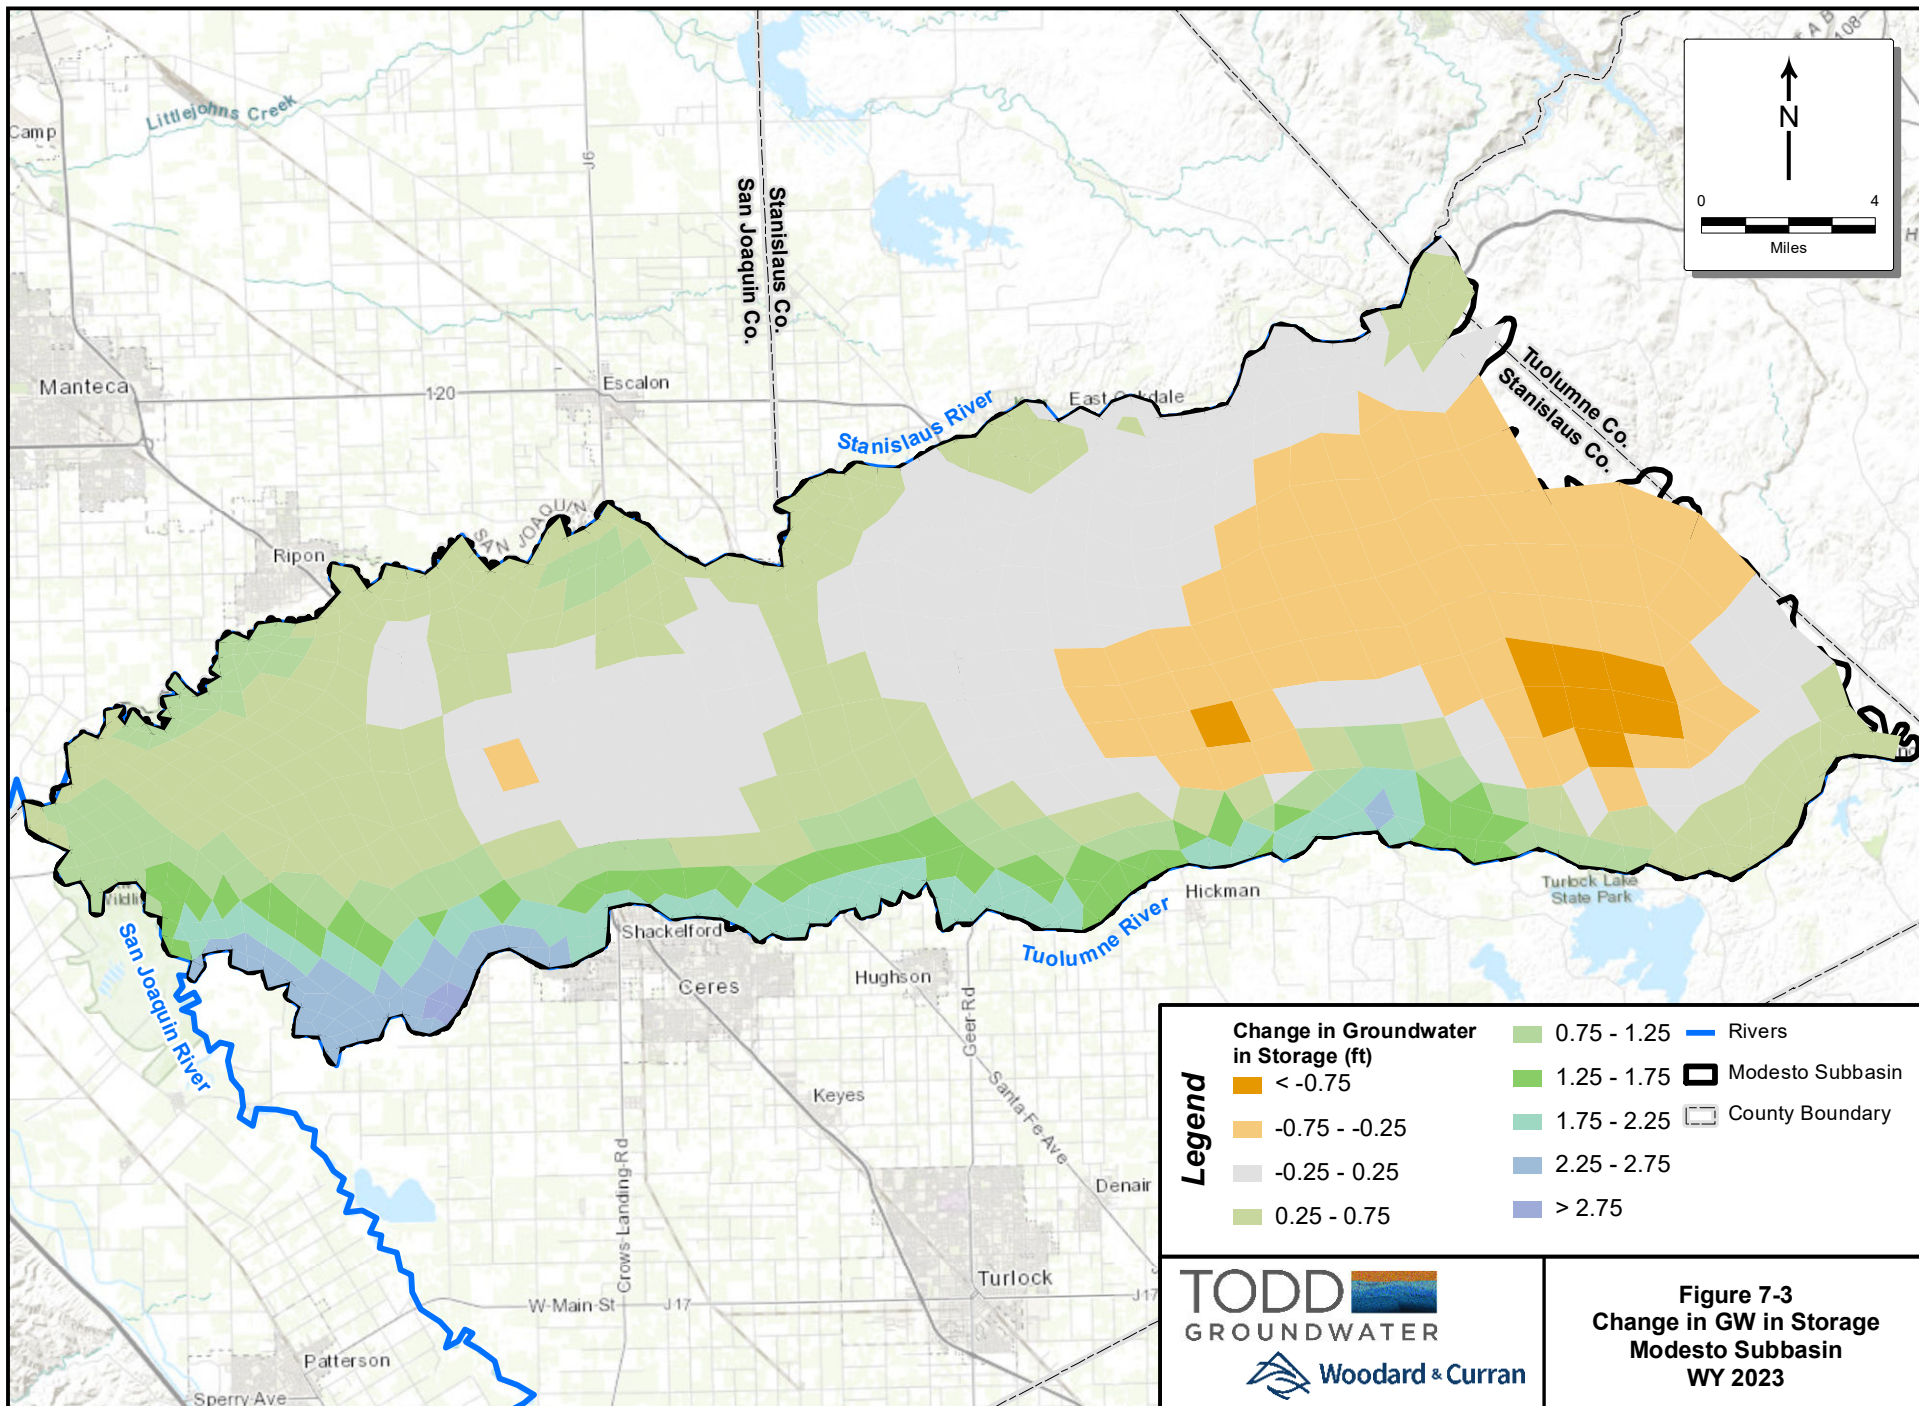 Littlejohns Creek
Camp
J6
108
N
0
4
Miles
Stanislaus Co.
San Joaquin Co.
Manteca
120
Escalon
East Oakdale
Stanislaus River
Tuolumne Co.
Stanislaus Co.
SAN JOAQUIN
Ripon
Hickman
Turlock Lake
State Park
Shackelford
Tuolumne River
San Joaquin River
Ceres
Hughson
Geer-Rd
Keyes
Santa-Fe-Ave
Denair
Crows-Landing-Rd
Turlock
W-Main-St
J17
J17
Patterson
Sperry-Ave
Legend
Change in Groundwater
in Storage (ft)
< -0.75
-0.75 - -0.25
-0.25 - 0.25
0.25 - 0.75
0.75 - 1.25
1.25 - 1.75
1.75 - 2.25
2.25 - 2.75
> 2.75
Rivers
Modesto Subbasin
County Boundary
TODD
GROUNDWATER
Woodard & Curran
Figure 7-3
Change in GW in Storage
Modesto Subbasin
WY 2023